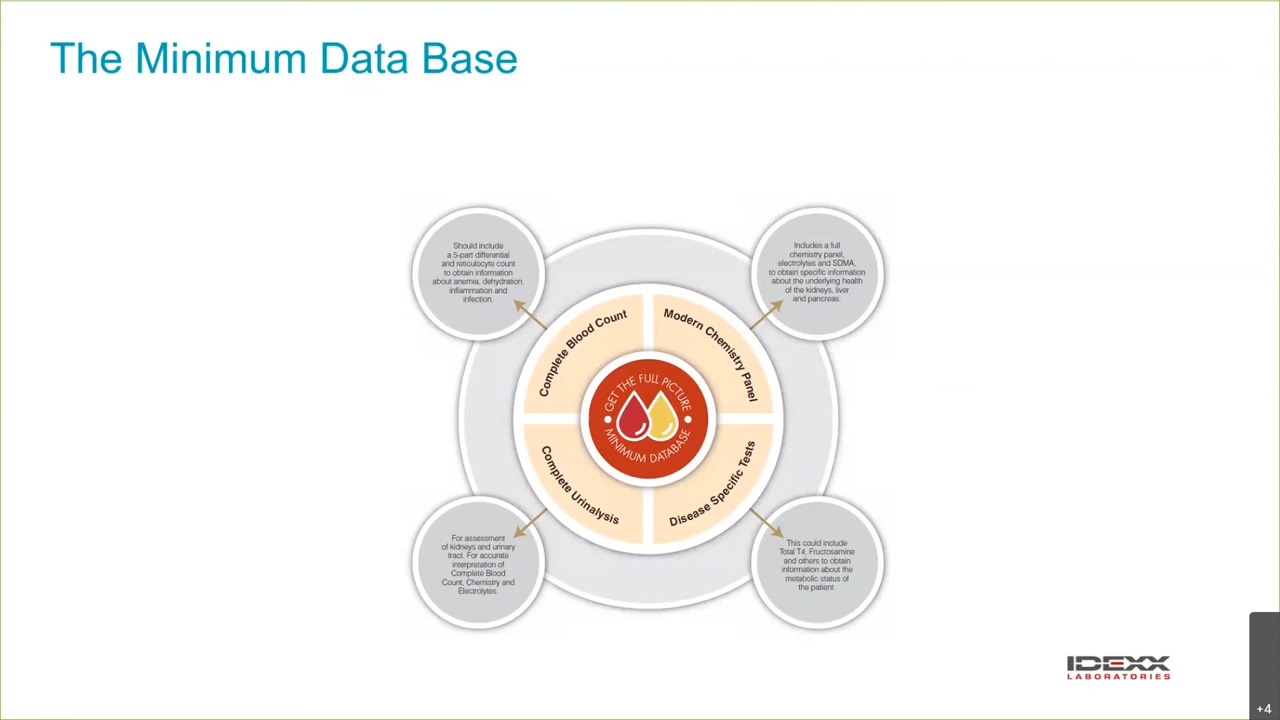 The Minimum Data Base
Should include
a 5-part differential
and reticulocyte count
to obtain information
about anemia, dehydration,
inflammation and
infection.
Includes a full
chemistry panel,
electrolytes and SDMA,
to obtain specific information
about the underlying health
of the kidneys, liver
and pancreas.
Complete Blood Count
Modern Chemistry Panel
GET THE FULL PICTURE
MINIMUM DATABASE
Complete Urinalysis
Disease Specific Tests
For assessment
of kidneys and urinary
tract. For accurate
interpretation of
Complete Blood
Count, Chemistry and
Electrolytes.
This could include
Total T4, Fructosamine
and others to obtain
information about the
metabolic status of
the patient.
IDEXX
LABORATORIES
+4